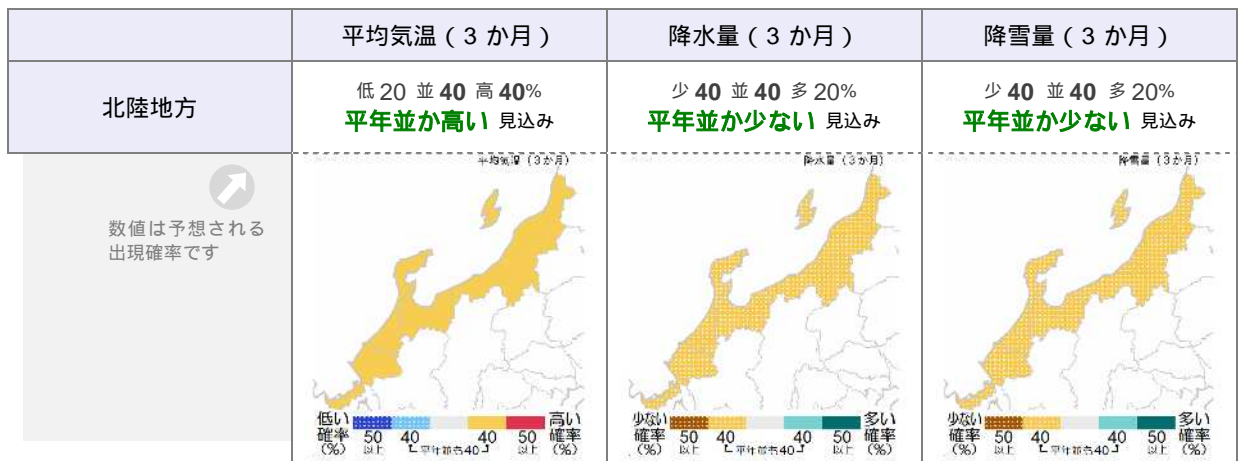 平均気温（3 か月） 降水量（3 か月） 降雪量（3 か月）
北陸地方
低 20 並 40 高 40%
平年並か高い 見込み
少 40 並 40 多 20%
平年並か少ない 見込み
少 40 並 40 多 20%
平年並か少ない 見込み
数値は予想される
出現確率です
平均気温（3か月）
低い 高い
確率 50 40 40 50 確率
(%) 以上 平年並も40 以上 (%)
降水量（3か月）
少ない 多い
確率 50 40 40 50 確率
(%) 以上 平年並も40 以上 (%)
降雪量（3か月）
少ない 多い
確率 50 40 40 50 確率
(%) 以上 平年並も40 以上 (%)